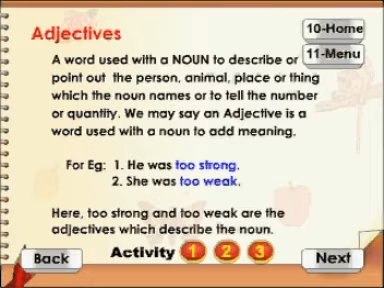 Adjectives
10-Home
11-Menu
A word used with a NOUN to describe or
point out the person, animal, place or thing
which the noun names or to tell the number
or quantity. We may say an Adjective is a
word used with a noun to add meaning.
For Eg: 1. He was too strong.
2. She was too weak.
Here, too strong and too weak are the
adjectives which describe the noun.
Back
Activity 1 2 3
Next